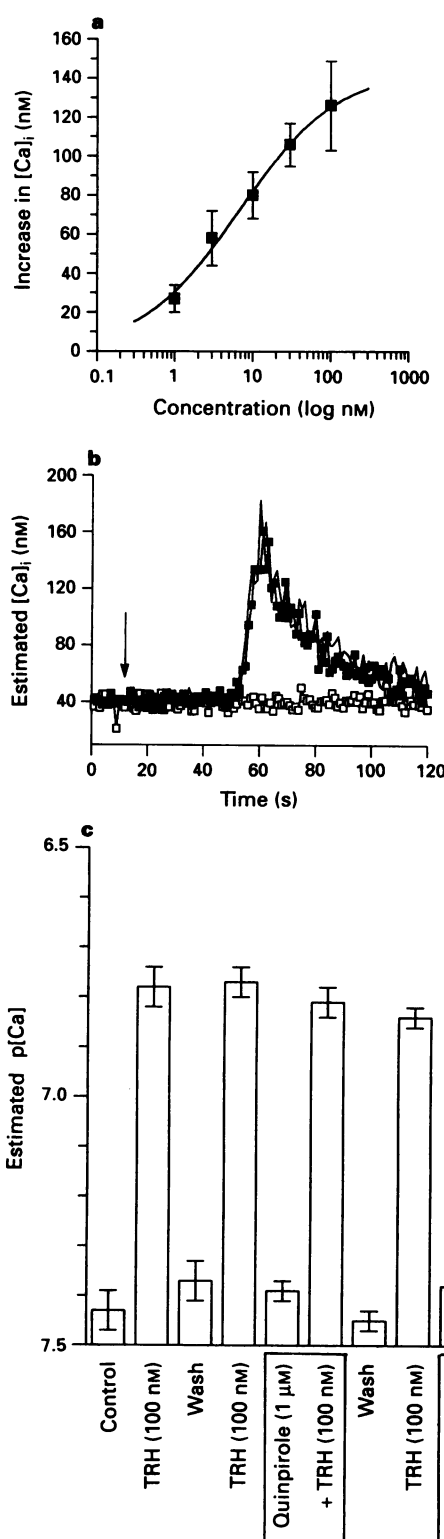 a
160
140
120
100
80
60
40
20
0
Increase in [Ca]i (nM)
0.1 1 10 100 1000
Concentration (log nM)
b
200
160
120
80
40
Estimated [Ca]i (nM)
0 20 40 60 80 100 120
Time (s)
c
6.5
7.0
7.5
Estimated p[Ca]
Control
TRH (100 nM)
Wash
TRH (100 nM)
Quinpirole (1 µM)
+ TRH (100 nM)
Wash
TRH (100 nM)